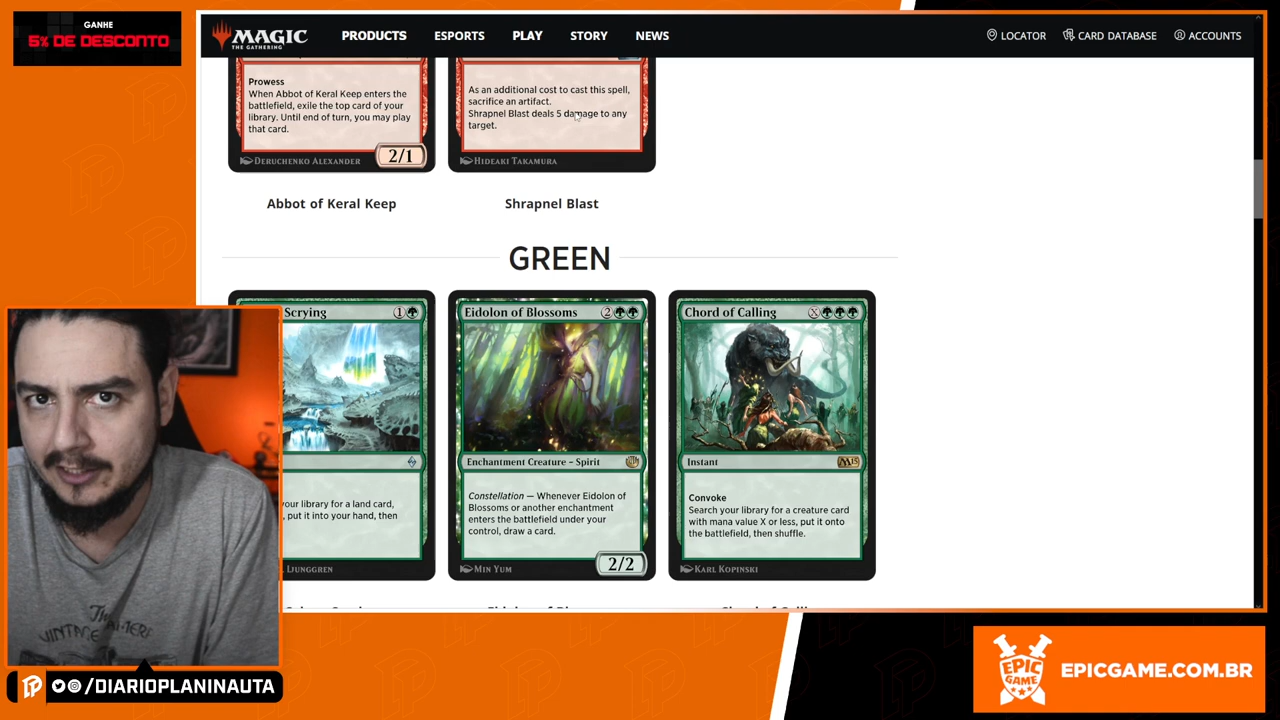 GANHE
5% DE DESCONTO
MAGIC
THE GATHERING
PRODUCTS
ESPORTS
PLAY
STORY
NEWS
LOCATOR
CARD DATABASE
ACCOUNTS
Prowess
When Abbot of Keral Keep enters the
battlefield, exile the top card of your
library. Until end of turn, you may play
that card.
DERUCHENKO ALEXANDER
2/1
As an additional cost to cast this spell,
sacrifice an artifact.
Shrapnel Blast deals 5 damage to any
target.
HIDEAKI TAKAMURA
Abbot of Keral Keep
Shrapnel Blast
GREEN
Scrying
1
your library for a land card,
, put it into your hand, then
LJUNGGREN
Eidolon of Blossoms
2
Enchantment Creature – Spirit
Constellation — Whenever Eidolon of
Blossoms or another enchantment
enters the battlefield under your
control, draw a card.
MIN YUM
2/2
Chord of Calling
X
Instant
M15
Convoke
Search your library for a creature card
with mana value X or less, put it onto
the battlefield, then shuffle.
KARL KOPINSKI
VINTAGE
/DIARIOPLANINAUTA
EPIC
GAME
EPICGAME.COM.BR